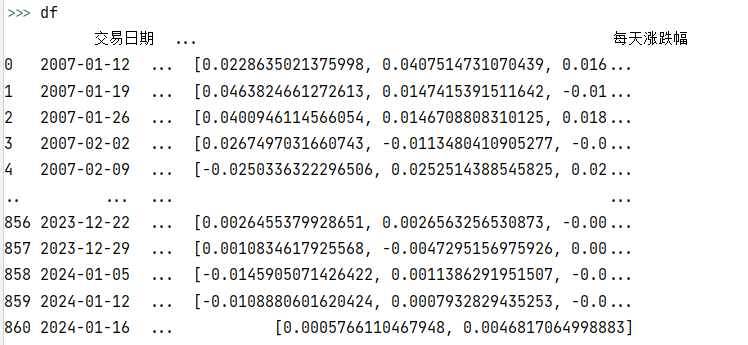 >>> df
交易日期 ... 每天涨跌幅
0 2007-01-12 ... [0.0228635021375998, 0.0407514731070439, 0.016...
1 2007-01-19 ... [0.0463824661272613, 0.0147415391511642, -0.01...
2 2007-01-26 ... [0.0400946114566054, 0.0146708808310125, 0.018...
3 2007-02-02 ... [0.0267497031660743, -0.0113480410905277, -0.0...
4 2007-02-09 ... [-0.0250336322296506, 0.0252514388545825, 0.02...
.. ... ... ...
856 2023-12-22 ... [0.0026455379928651, 0.0026563256530873, -0.00...
857 2023-12-29 ... [0.0010834617925568, -0.0047295156975926, 0.00...
858 2024-01-05 ... [-0.0145905071426422, 0.0011386291951507, -0.0...
859 2024-01-12 ... [-0.0108880601620424, 0.0007932829435253, -0.0...
860 2024-01-16 ... [0.0005766110467948, 0.0046817064998883]